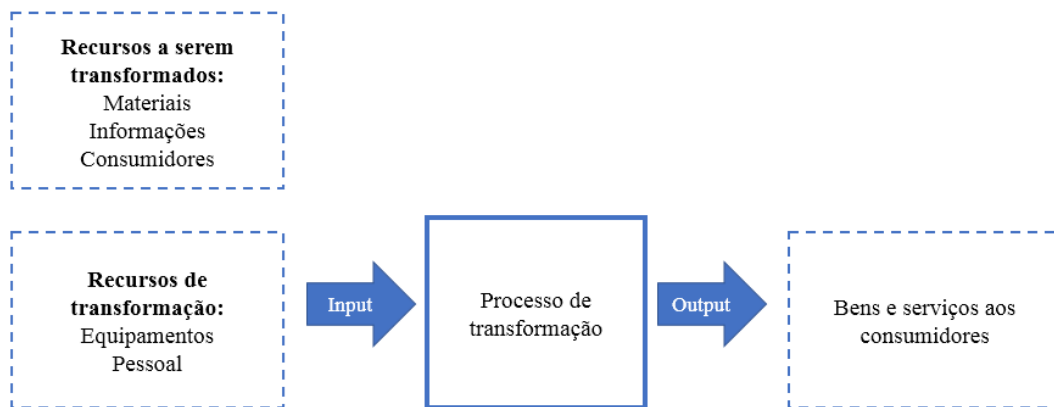 Recursos a serem
transformados:
Materiais
Informações
Consumidores
Recursos de
transformação:
Equipamentos
Pessoal
Input
Processo de
transformação
Output
Bens e serviços aos
consumidores